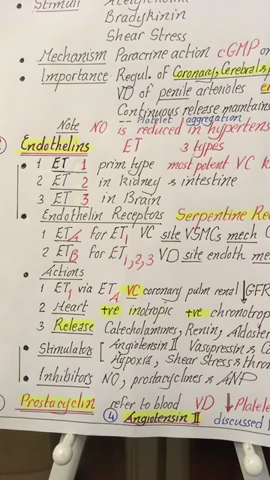 • Stimuli Acetylcholine
Bradykinin
Shear Stress
• Mechanism Paracrine action cGMP or
• Importance Regul. of Coronary, Cerebral &
VD of penile arterioles
Continuous release maintains
Platelet aggregation
Note NO is reduced in hypertens
Endothelins ET 3 types
• 1 ET 1 prim. type most potent VC
2 ET 2 in kidney & intestine
3 ET 3 in Brain
• Endothelin Receptors Serpentine Re
1 ETA for ET1 VC site VSMCs mech
2 ETB for ET1,2,3 VD site endoth me
• Actions
1 ET1 via ETA VC coronary pulm renal ↓GFR
2 Heart +ve inotropic +ve chronotrop
3 Release Catecholamines, Renin, Aldoster
• Stimulators [ Angiotensin II Vasopressin &
Hypoxia, Shear Stress & Thro
• Inhibitors NO, prostacyclines & ANP
Prostacyclin refer to blood VD ↓Platele
④ Angiotensin II discussed